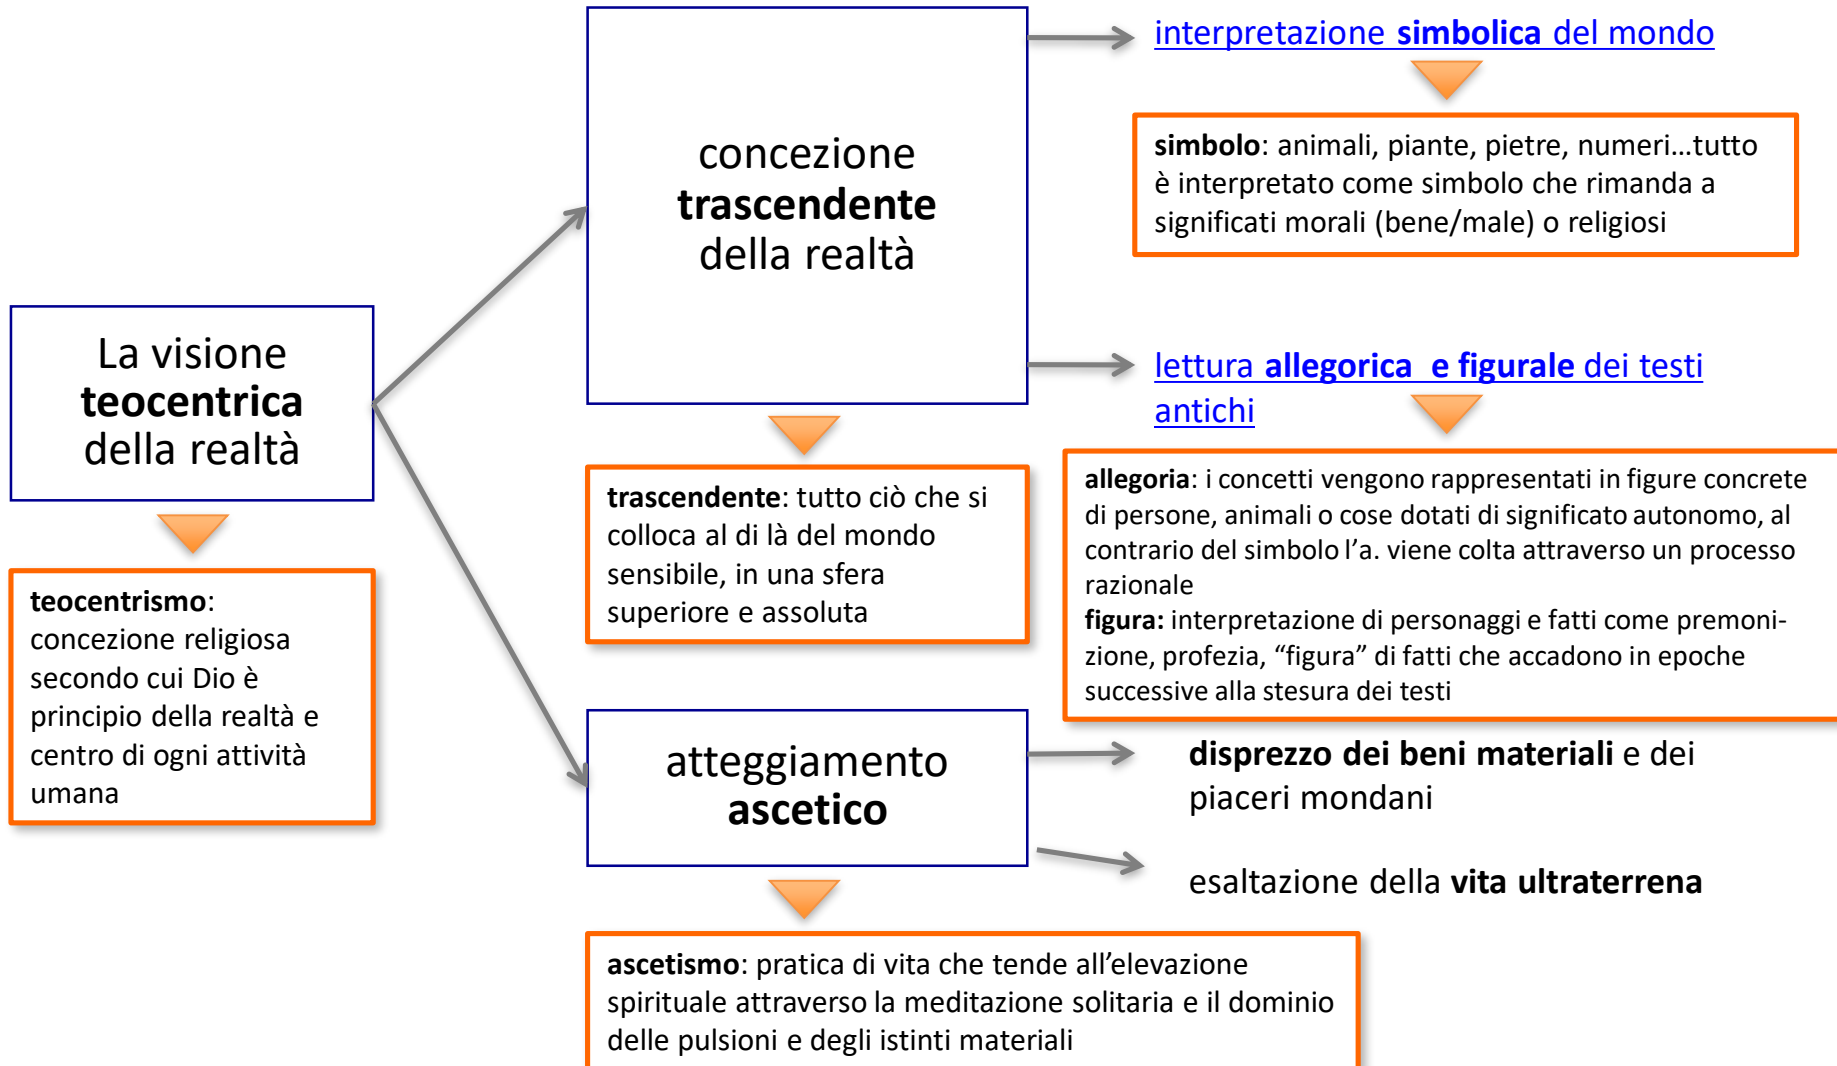 La visione
teocentrica
della realtà
teocentrismo:
concezione religiosa
secondo cui Dio è
principio della realtà e
centro di ogni attività
umana
concezione
trascendente
della realtà
trascendente: tutto ciò che si
colloca al di là del mondo
sensibile, in una sfera
superiore e assoluta
interpretazione simbolica del mondo
simbolo: animali, piante, pietre, numeri...tutto
è interpretato come simbolo che rimanda a
significati morali (bene/male) o religiosi
lettura allegorica e figurale dei testi
antichi
allegoria: i concetti vengono rappresentati in figure concrete
di persone, animali o cose dotati di significato autonomo, al
contrario del simbolo l’a. viene colta attraverso un processo
razionale
figura: interpretazione di personaggi e fatti come premoni-
zione, profezia, “figura” di fatti che accadono in epoche
successive alla stesura dei testi
atteggiamento
ascetico
disprezzo dei beni materiali e dei
piaceri mondani
esaltazione della vita ultraterrena
ascetismo: pratica di vita che tende all’elevazione
spirituale attraverso la meditazione solitaria e il dominio
delle pulsioni e degli istinti materiali